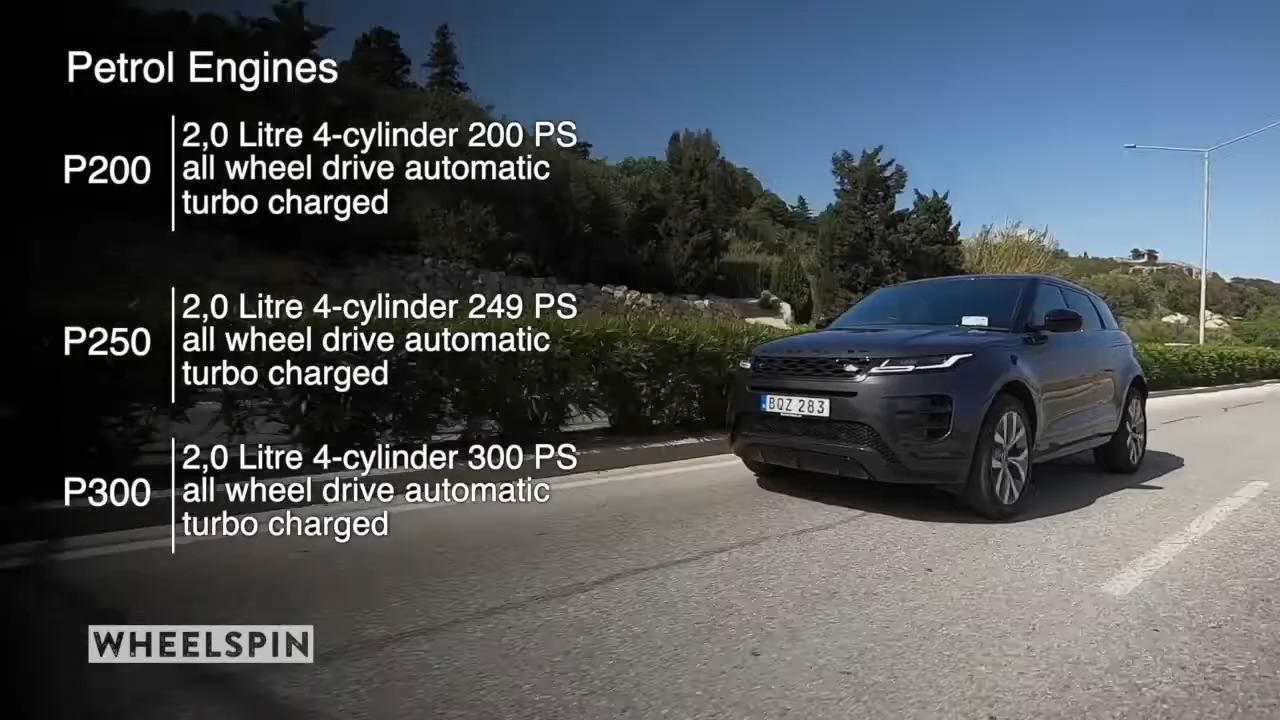 Petrol Engines
P200
2,0 Litre 4-cylinder 200 PS
all wheel drive automatic
turbo charged
P250
2,0 Litre 4-cylinder 249 PS
all wheel drive automatic
turbo charged
P300
2,0 Litre 4-cylinder 300 PS
all wheel drive automatic
turbo charged
BQZ 283
WHEELSPIN